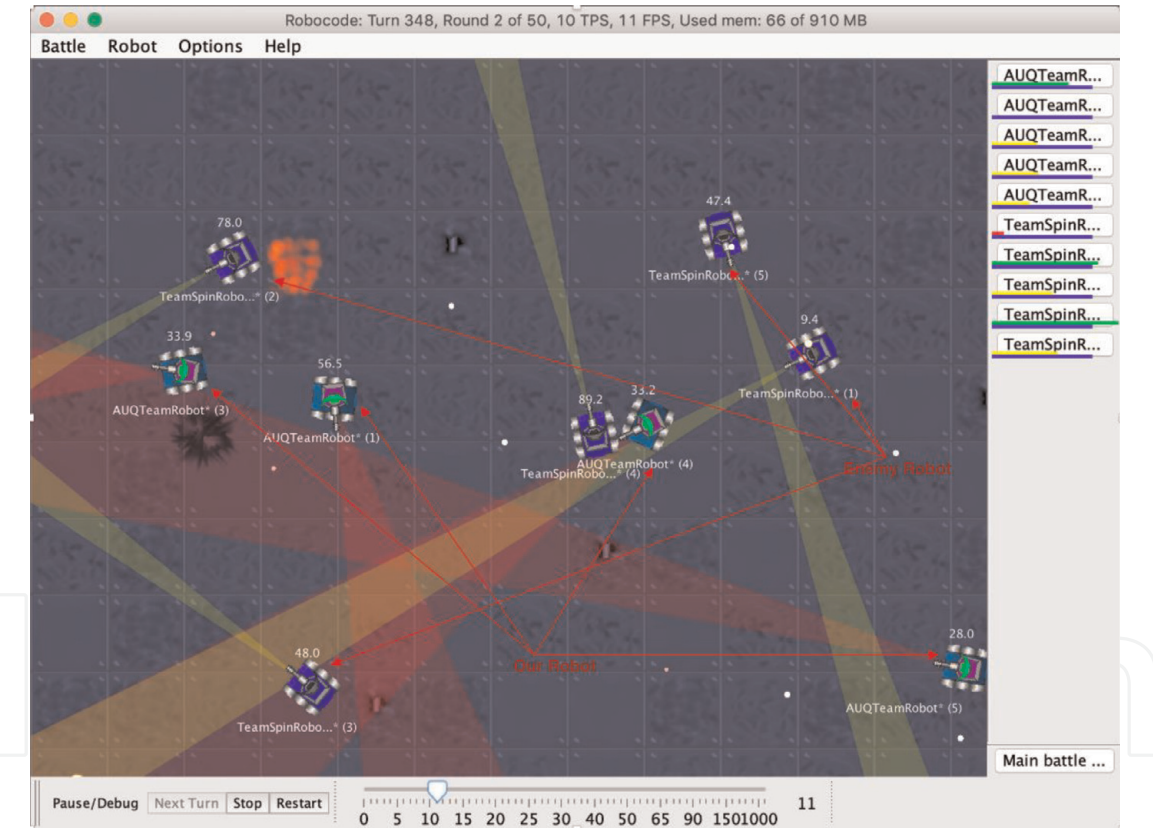 Robocode: Turn 348, Round 2 of 50, 10 TPS, 11 FPS, Used mem: 66 of 910 MB
Battle Robot Options Help
AUQTeamR...
AUQTeamR...
AUQTeamR...
AUQTeamR...
AUQTeamR...
TeamSpinR...
TeamSpinR...
TeamSpinR...
TeamSpinR...
TeamSpinR...
47.4
TeamSpinRobo...* (5)
78.0
TeamSpinRobo...* (2)
9.4
TeamSpinRobo...* (1)
33.9
AUQTeamRobot* (3)
56.5
AUQTeamRobot* (1)
89.2
TeamSpinRobo...* (4)
33.2
AUQTeamRobot* (4)
Enemy Robot
Our Robot
48.0
TeamSpinRobo...* (3)
28.0
AUQTeamRobot* (5)
Main battle ...
Pause/Debug Next Turn Stop Restart
0 5 10 15 20 25 30 40 50 65 90 1501000
11